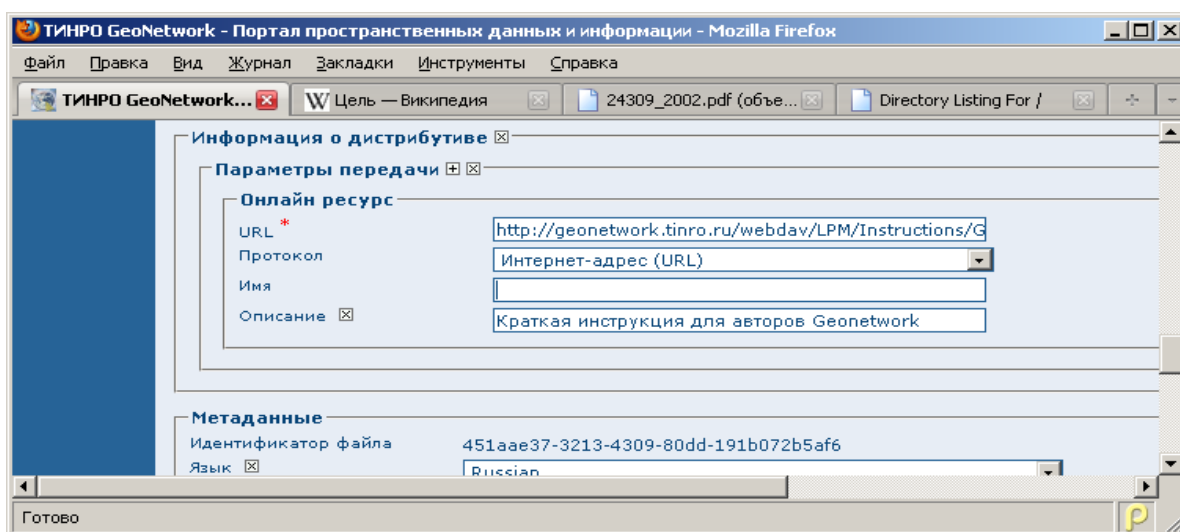 ТИНРО GeoNetwork - Портал пространственных данных и информации - Mozilla Firefox
Файл Правка Вид Журнал Закладки Инструменты Справка
ТИНРО GeoNetwork... W Цель — Википедия 24309_2002.pdf (объе... Directory Listing For /
Информация о дистрибутиве
Параметры передачи
Онлайн ресурс
URL * http://geonetwork.tinro.ru/webdav/LPM/Instructions/G
Протокол Интернет-адрес (URL)
Имя
Описание Краткая инструкция для авторов Geonetwork
Метаданные
Идентификатор файла 451aae37-3213-4309-80dd-191b072b5af6
Язык Russian
Готово